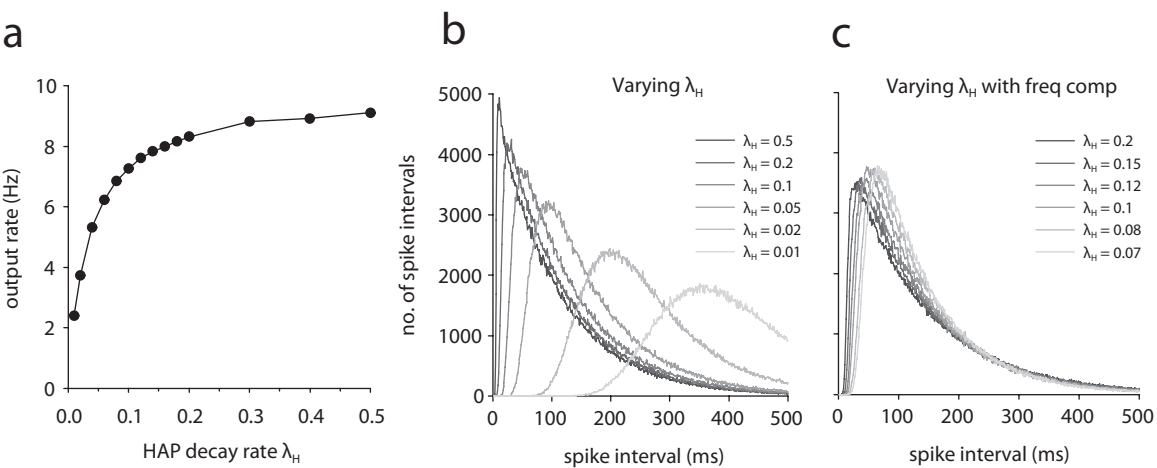 a
b
c
output rate (Hz)
10
8
6
4
2
0
0.0 0.1 0.2 0.3 0.4 0.5
HAP decay rate λH
Varying λH
no. of spike intervals
5000
4000
3000
2000
1000
0
λH = 0.5
λH = 0.2
λH = 0.1
λH = 0.05
λH = 0.02
λH = 0.01
0 100 200 300 400 500
spike interval (ms)
Varying λH with freq comp
λH = 0.2
λH = 0.15
λH = 0.12
λH = 0.1
λH = 0.08
λH = 0.07
0 100 200 300 400 500
spike interval (ms)